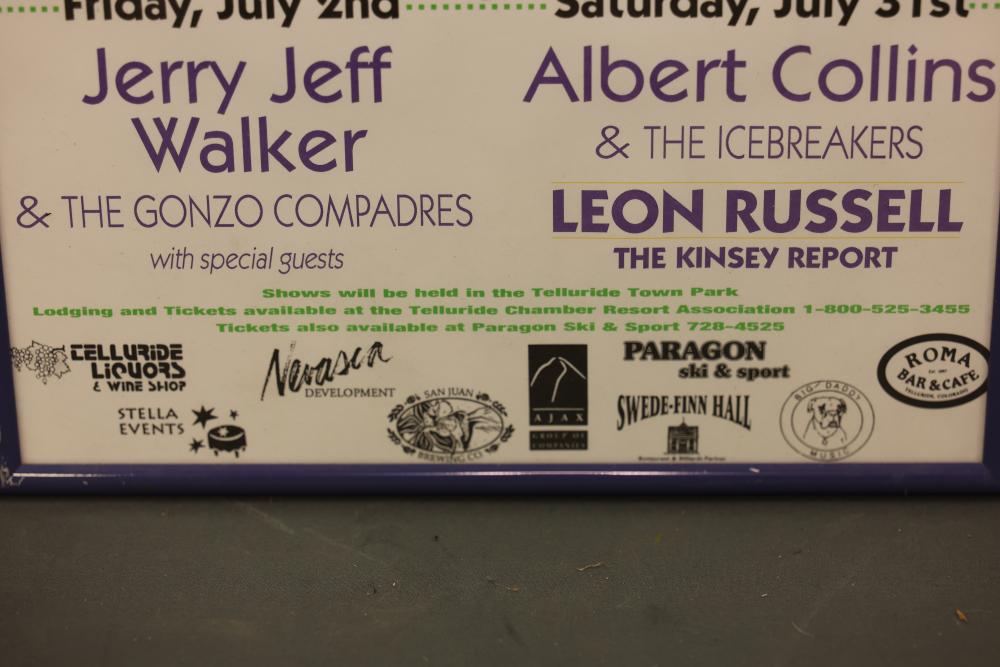 Friday, July 2nd
Jerry Jeff
Walker
& THE GONZO COMPADRES
with special guests
Saturday, July 31st
Albert Collins
& THE ICEBREAKERS
LEON RUSSELL
THE KINSEY REPORT
Shows will be held in the Telluride Town Park
Lodging and Tickets available at the Telluride Chamber Resort Association 1-800-525-3455
Tickets also available at Paragon Ski & Sport 728-4525
TELLURIDE
LIQUORS
& WINE SHOP
STELLA
EVENTS
Nevasca
DEVELOPMENT
SAN JUAN
BREWING CO.
AJAX
GROUP OF
COMPANIES
PARAGON
ski & sport
SWEDE-FINN HALL
Restaurant & Billiards Parlour
BIG DADDY
MUSIC
ROMA
BAR & CAFE
TELLURIDE, COLORADO